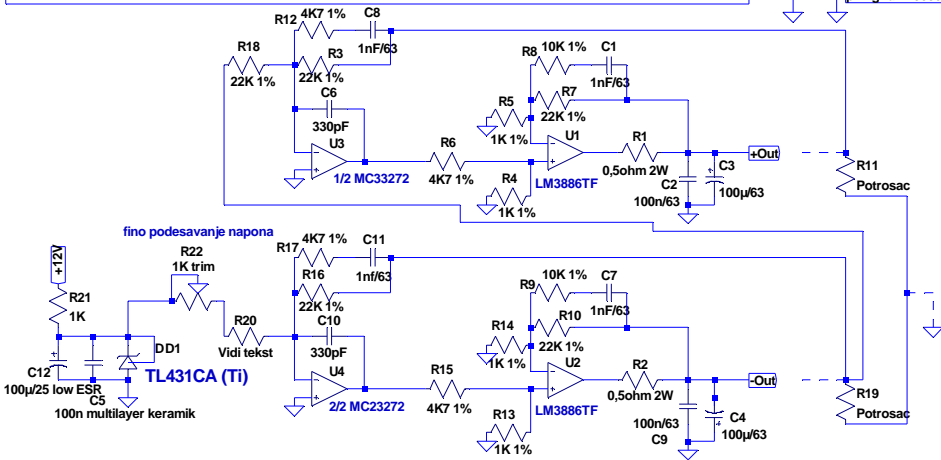 R12
4K7 1%
C8
1nF/63
R18
22K 1%
R3
22K 1%
C6
330pF
U3
1/2 MC33272
R6
4K7 1%
R8
10K 1%
C1
1nF/63
R5
1K 1%
R7
22K 1%
U1
LM3886TF
R4
1K 1%
R1
0,5ohm 2W
C2
100n/63
C3
100µ/63
+Out
R11
Potrosac
fino podesavanje napona
R22
1K trim
+12V
R21
1K
C12
100µ/25 low ESR
C5
100n multilayer keramik
DD1
TL431CA (Ti)
R20
Vidi tekst
R17
4K7 1%
C11
1nf/63
R16
22K 1%
C10
330pF
U4
2/2 MC23272
R15
4K7 1%
R9
10K 1%
C7
1nF/63
R14
1K 1%
R10
22K 1%
U2
LM3886TF
R13
1K 1%
R2
0,5ohm 2W
100n/63
C9
C4
100µ/63
-Out
R19
Potrosac